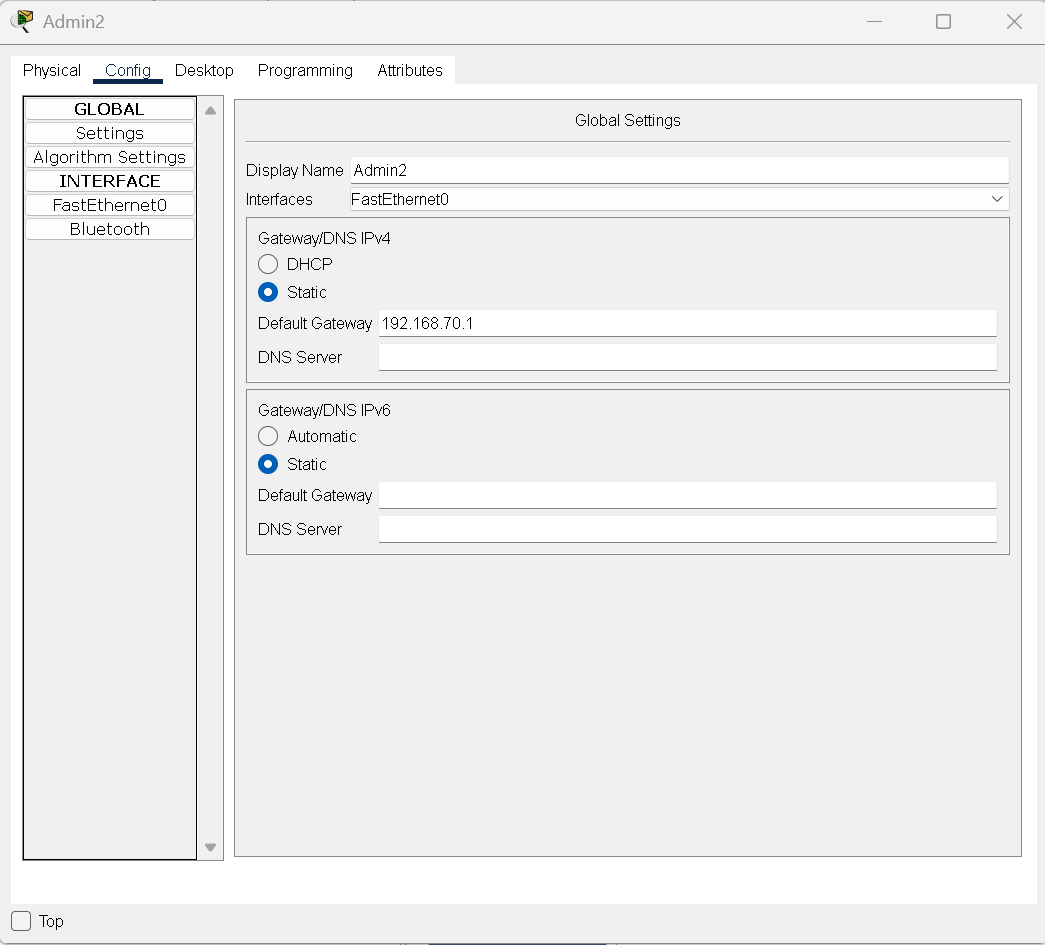 Admin2
Physical Config Desktop Programming Attributes
GLOBAL
Settings
Algorithm Settings
INTERFACE
FastEthernet0
Bluetooth
Global Settings
Display Name Admin2
Interfaces FastEthernet0
Gateway/DNS IPv4
DHCP
Static
Default Gateway 192.168.70.1
DNS Server
Gateway/DNS IPv6
Automatic
Static
Default Gateway
DNS Server
Top